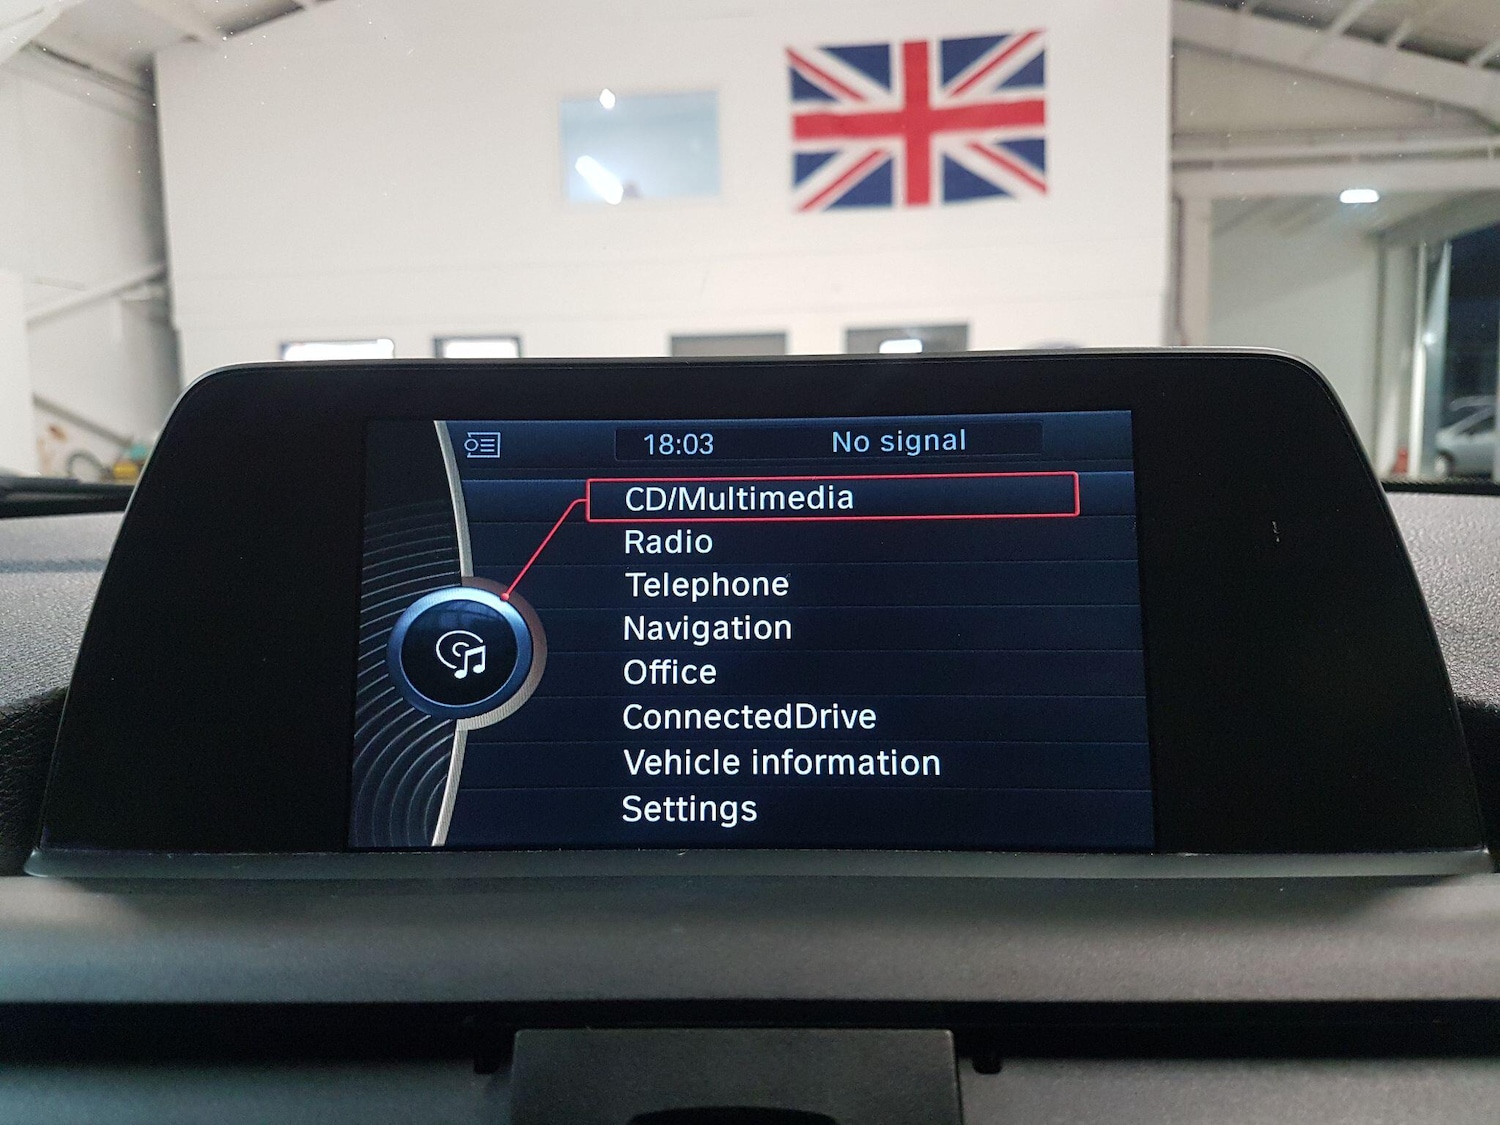 18:03 No signal
CD/Multimedia
Radio
Telephone
Navigation
Office
ConnectedDrive
Vehicle information
Settings